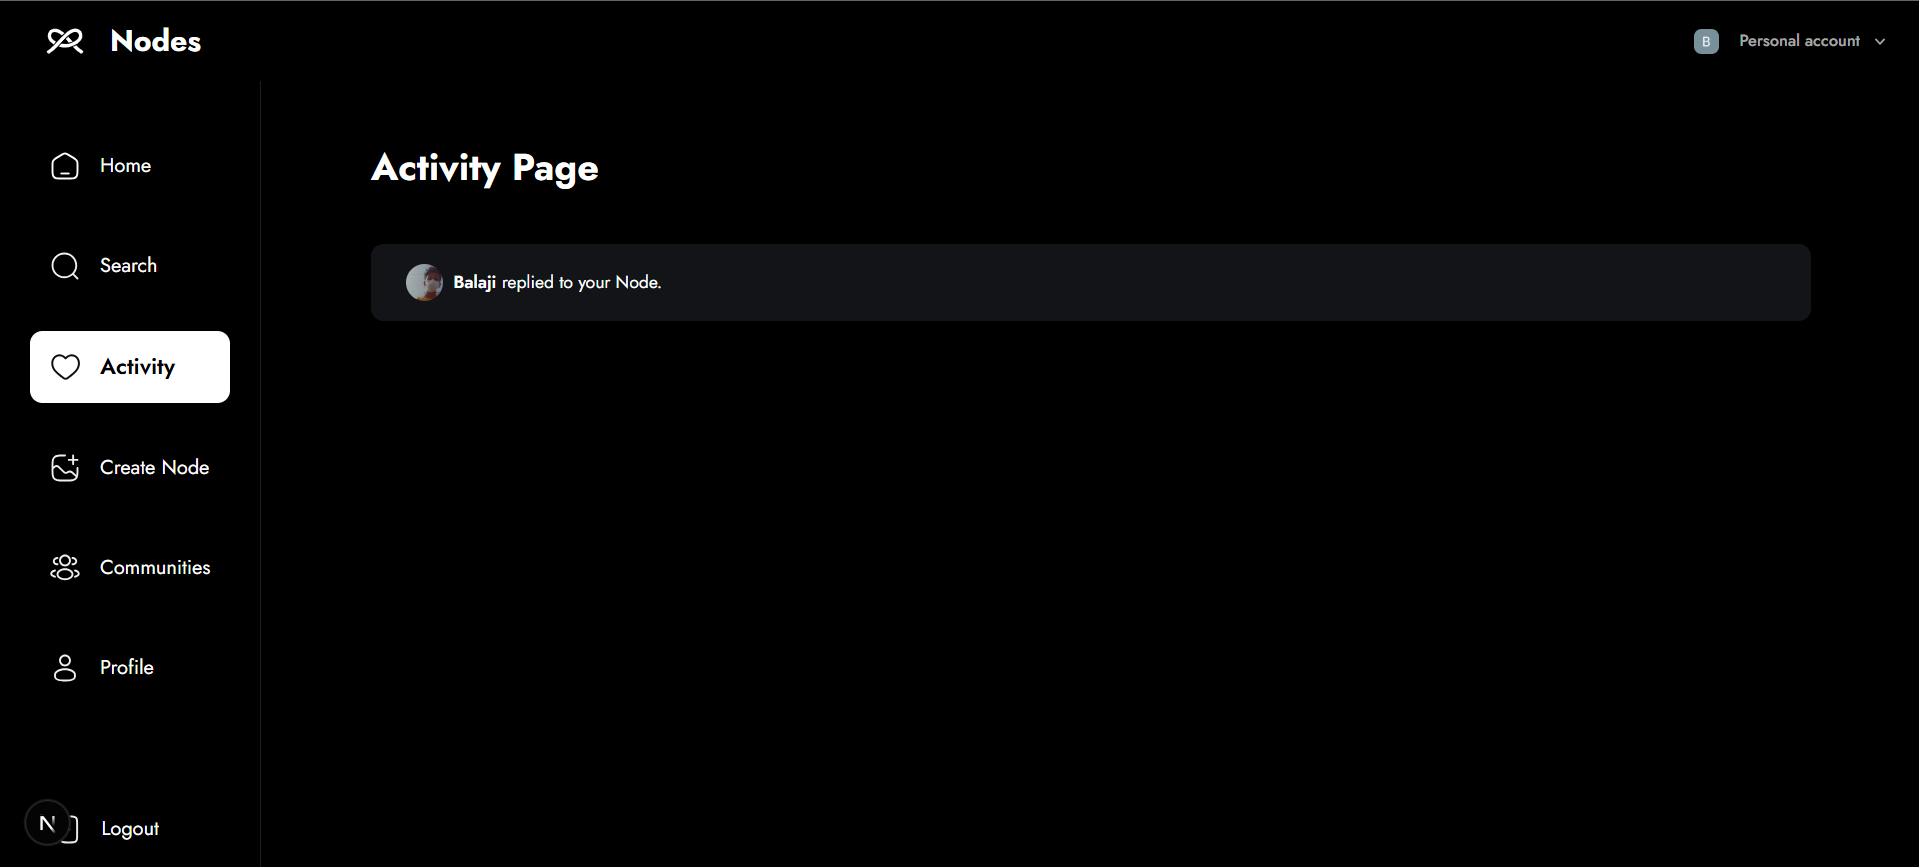 Nodes
B
Personal account
Home
Search
Activity
Create Node
Communities
Profile
N
Logout
Activity Page
Balaji replied to your Node.